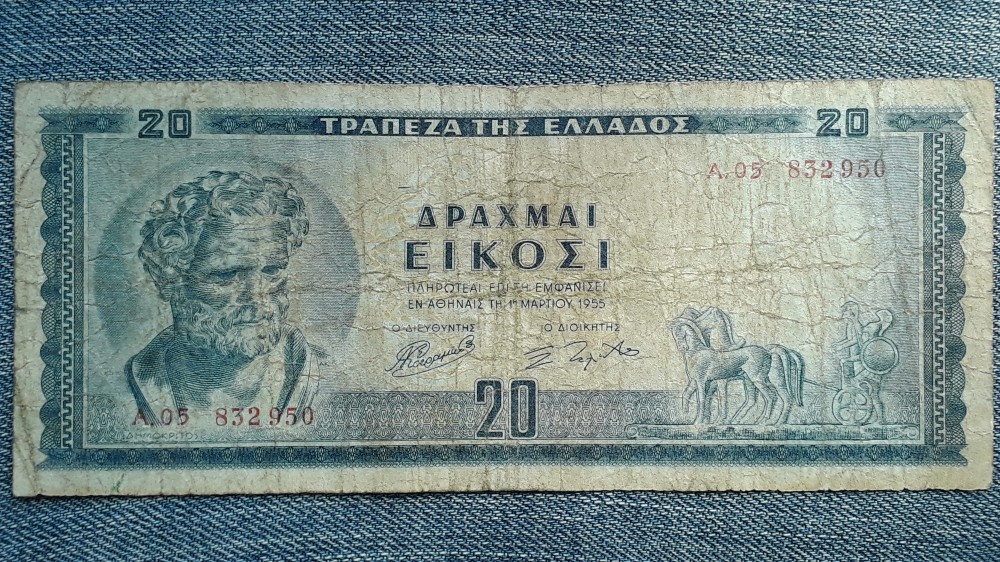 20 ΤΡΑΠΕΖΑ ΤΗΣ ΕΛΛΑΔΟΣ 20
Α.05 832950
ΔΡΑΧΜΑΙ
ΕΙΚΟΣΙ
ΠΛΗΡΩΤΕΑΙ ΕΠΙ ΤΗ ΕΜΦΑΝΙΣΕΙ
ΕΝ ΑΘΗΝΑΙΣ ΤΗ 1η ΜΑΡΤΙΟΥ 1955
Ο ΔΙΕΥΘΥΝΤΗΣ Ο ΔΙΟΙΚΗΤΗΣ
Α.05 832950
20
ΔΗΜΟΚΡΙΤΟΣ